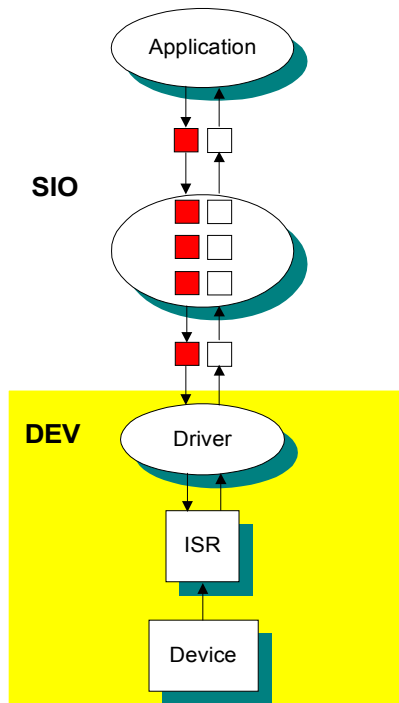 Application
SIO
DEV
Driver
ISR
Device